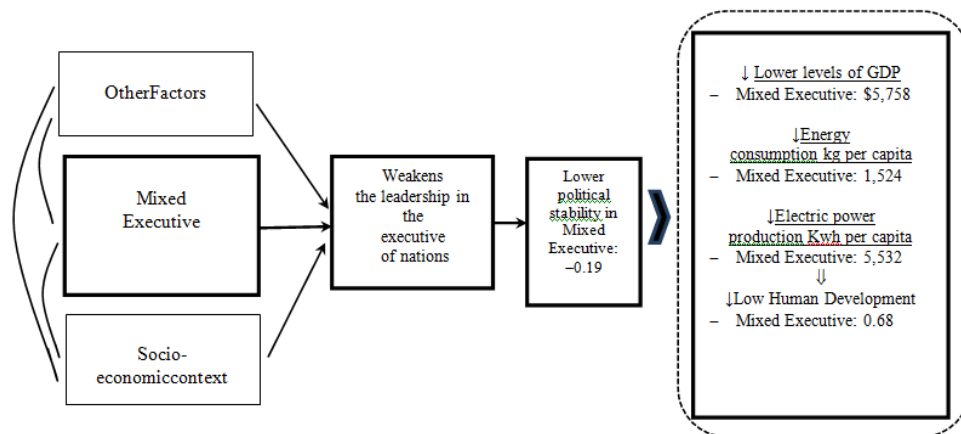 OtherFactors
Mixed
Executive
Socio-
economiccontext
Weakens
the leadership in
the
executive
of nations
Lower
political
stability in
Mixed
Executive:
–0.19
↓ Lower levels of GDP
– Mixed Executive: $5,758
↓Energy
consumption kg per capita
– Mixed Executive: 1,524
↓Electric power
production Kwh per capita
– Mixed Executive: 5,532
⇓
↓Low Human Development
– Mixed Executive: 0.68